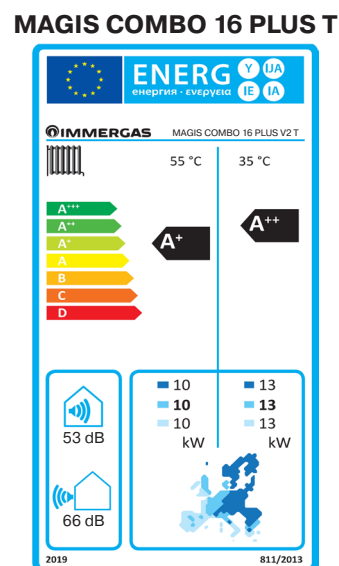 MAGIS COMBO 16 PLUS T
ENERG Y IJA
енергия · ενεργεια IE IA
IMMERGAS MAGIS COMBO 16 PLUS V2 T
55 °C 35 °C
A+++
A++
A+
A
B
C
D
A+
A++
53 dB
66 dB
10 13
10 13
10 13
kW kW
2019 811/2013